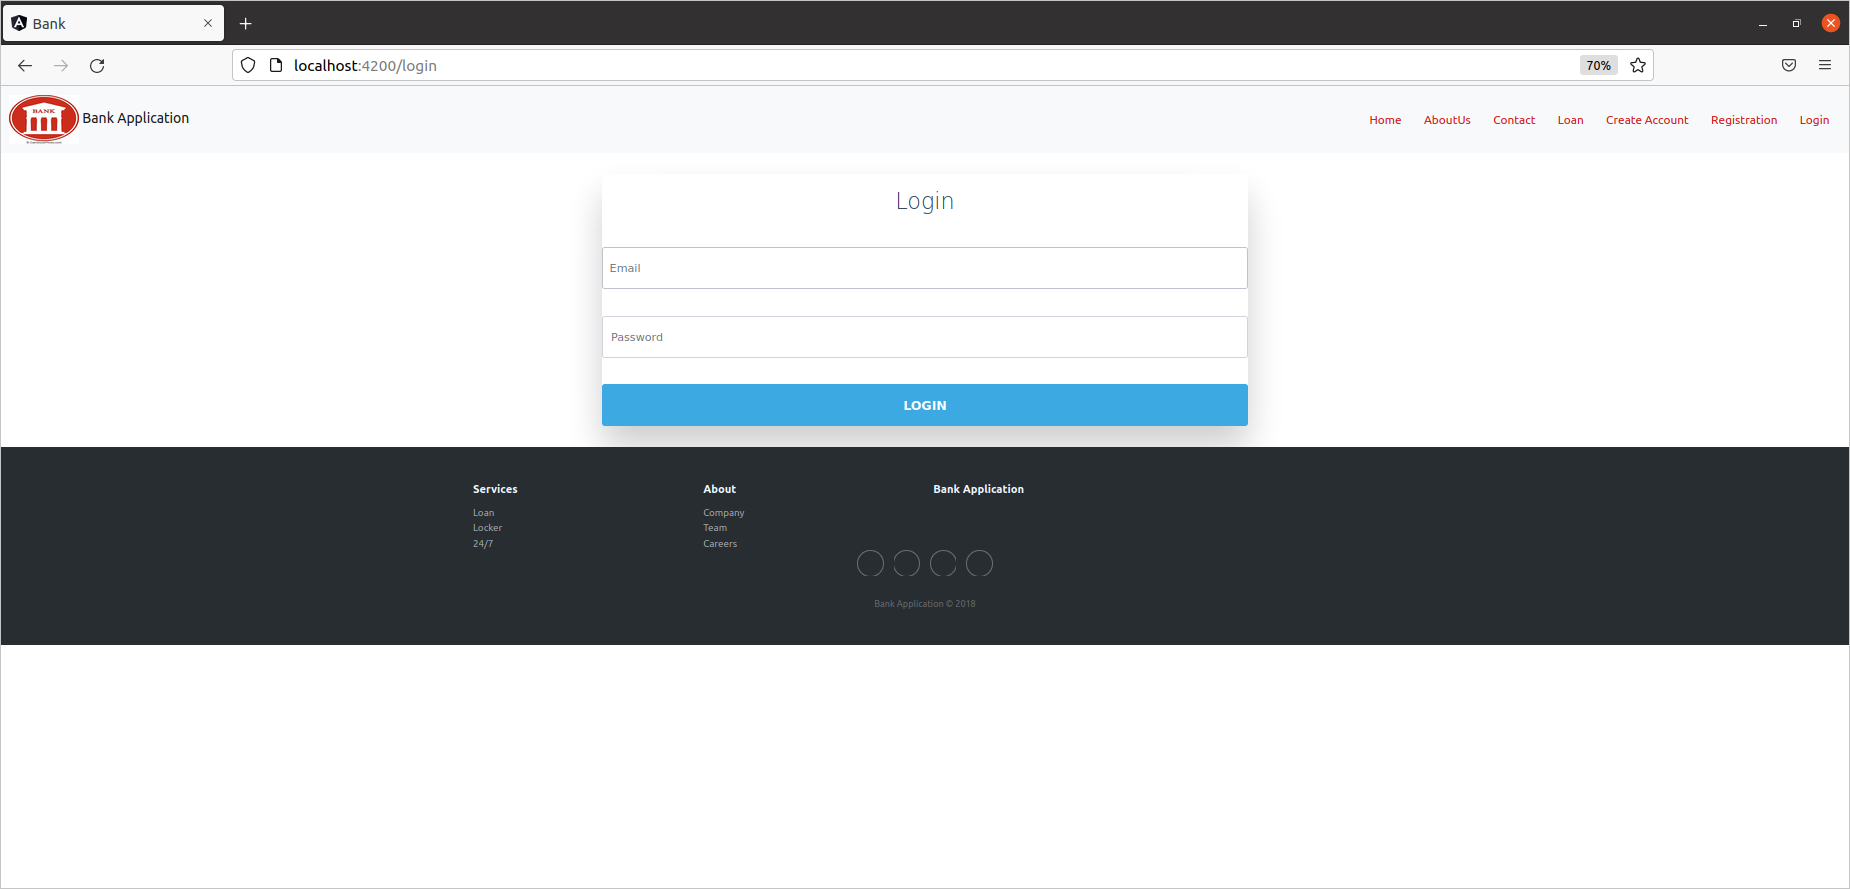 Bank
localhost:4200/login
70%
BANK
Bank Application
Home AboutUs Contact Loan Create Account Registration Login
Login
Email
Password
LOGIN
Services About Bank Application
Loan Company
Locker Team
24/7 Careers
Bank Application © 2018